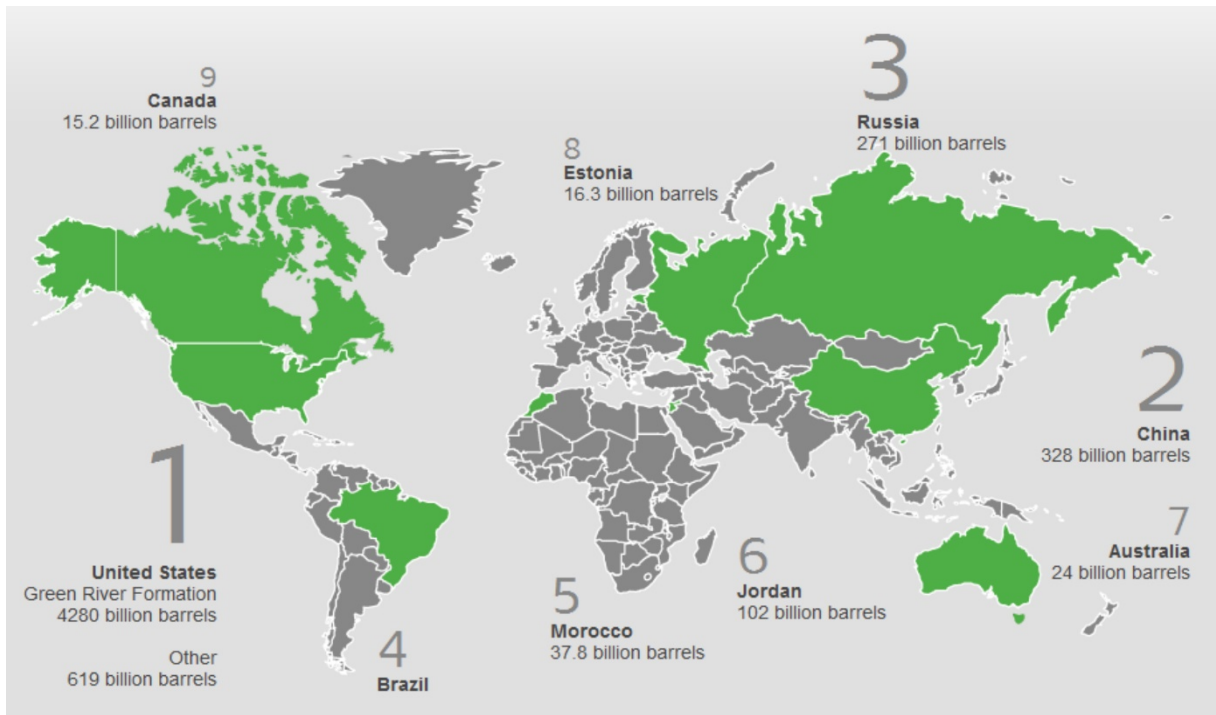 9
Canada
15.2 billion barrels
8
Estonia
16.3 billion barrels
3
Russia
271 billion barrels
2
China
328 billion barrels
1
United States
Green River Formation
4280 billion barrels
Other
619 billion barrels
4
Brazil
5
Morocco
37.8 billion barrels
6
Jordan
102 billion barrels
7
Australia
24 billion barrels